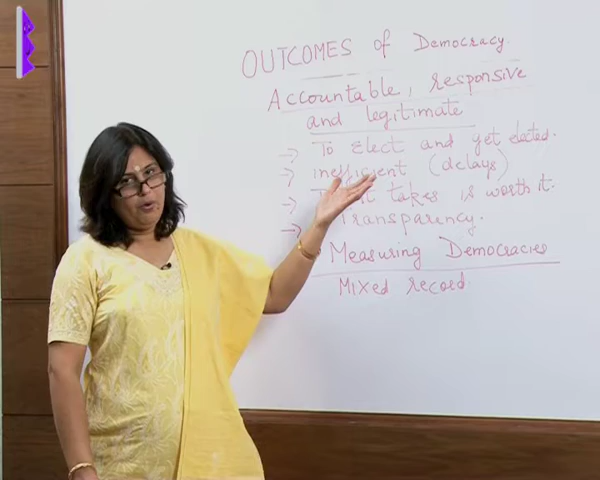 OUTCOMES of Democracy
Accountable, responsive
and legitimate
→ To Elect and get elected.
→ inefficient (delays)
→ it takes is worth it.
→ Transparency.
Measuring Democracies
Mixed record